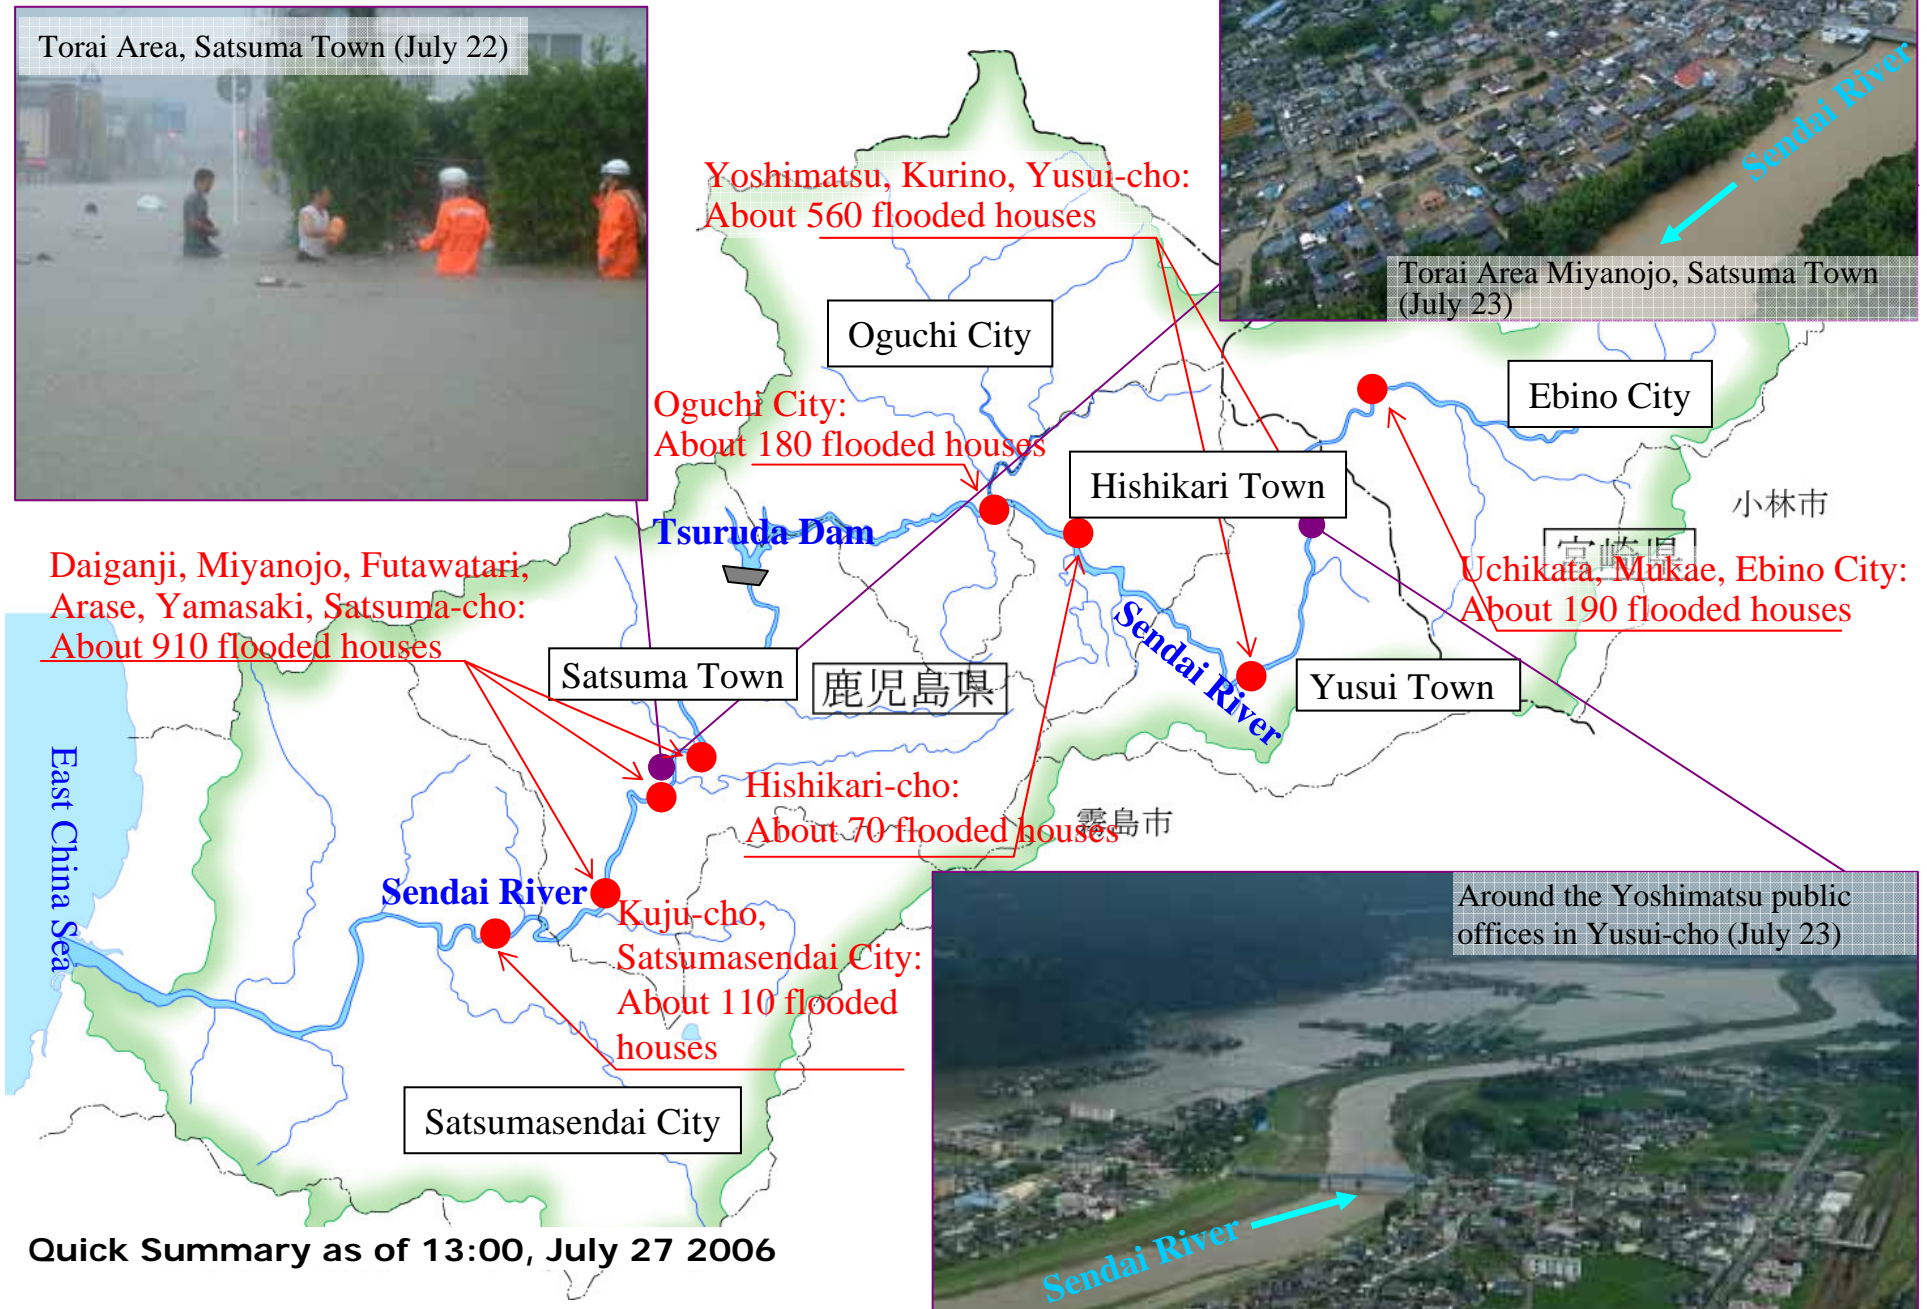 Torai Area, Satsuma Town (July 22)
Sendai River
Torai Area Miyanojo, Satsuma Town
(July 23)
Yoshimatsu, Kurino, Yusui-cho:
About 560 flooded houses
Oguchi City
Ebino City
Oguchi City:
About 180 flooded houses
Hishikari Town
小林市
Tsuruda Dam
宮崎県
Daiganji, Miyanojo, Futawatari,
Arase, Yamasaki, Satsuma-cho:
About 910 flooded houses
Uchikata, Mukae, Ebino City:
About 190 flooded houses
Sendai River
Satsuma Town
鹿児島県
Yusui Town
East China Sea
Hishikari-cho:
About 70 flooded houses
霧島市
Sendai River
Kuju-cho,
Satsumasendai City:
About 110 flooded
houses
Around the Yoshimatsu public
offices in Yusui-cho (July 23)
Satsumasendai City
Sendai River
Quick Summary as of 13:00, July 27 2006